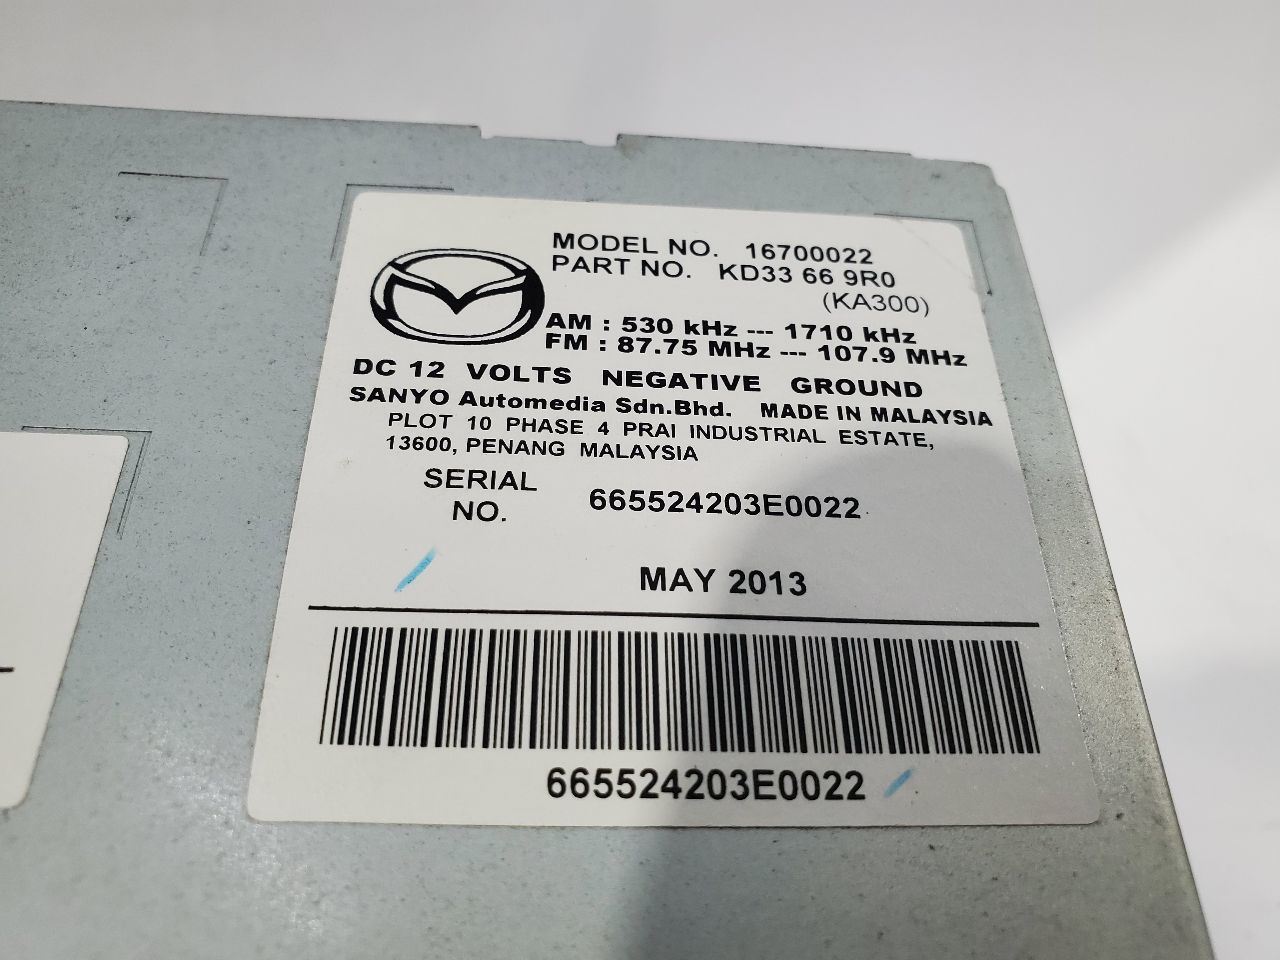 MODEL NO. 16700022
PART NO. KD33 66 9R0
(KA300)
AM : 530 kHz --- 1710 kHz
FM : 87.75 MHz --- 107.9 MHz
DC 12 VOLTS NEGATIVE GROUND
SANYO Automedia Sdn.Bhd. MADE IN MALAYSIA
PLOT 10 PHASE 4 PRAI INDUSTRIAL ESTATE,
13600, PENANG MALAYSIA
SERIAL NO. 665524203E0022
MAY 2013
665524203E0022